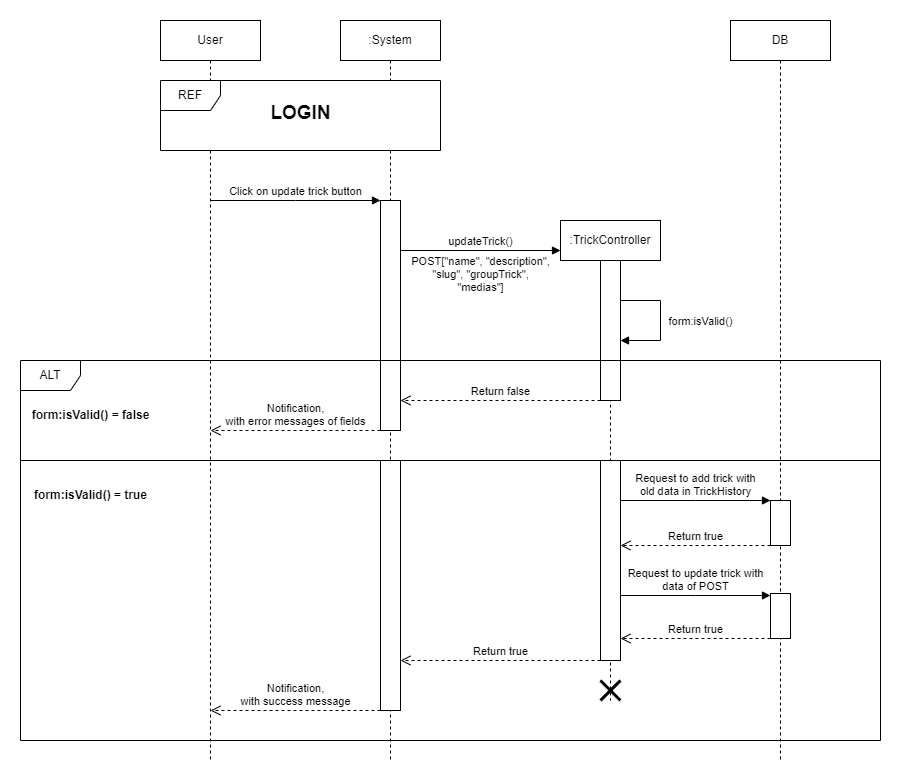 User
:System
DB
REF
LOGIN
Click on update trick button
updateTrick()
:TrickController
POST["name", "description",
"slug", "groupTrick",
"medias"]
form:isValid()
ALT
Return false
form:isValid() = false
Notification,
with error messages of fields
form:isValid() = true
Request to add trick with
old data in TrickHistory
Return true
Request to update trick with
data of POST
Return true
Return true
Notification,
with success message